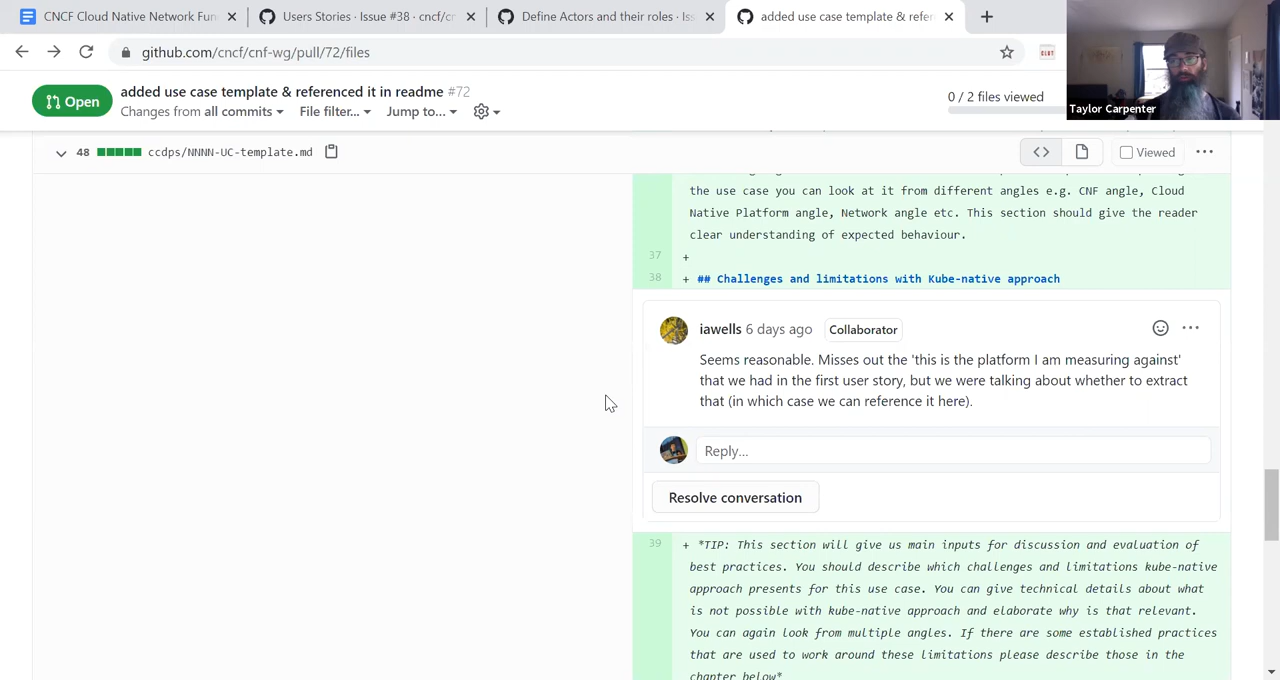 CNCF Cloud Native Network Fun
Users Stories · Issue #38 · cncf/c
Define Actors and their roles · Iss
added use case template & refer
github.com/cncf/cnf-wg/pull/72/files
Taylor Carpenter
Open
added use case template & referenced it in readme #72
Changes from all commits
File filter...
Jump to...
0 / 2 files viewed
48
ccdps/NNNN-UC-template.md
Viewed
the use case you can look at it from different angles e.g. CNF angle, Cloud
Native Platform angle, Network angle etc. This section should give the reader
clear understanding of expected behaviour.
37 +
38 + ## Challenges and limitations with Kube-native approach
iawells 6 days ago Collaborator
Seems reasonable. Misses out the 'this is the platform I am measuring against'
that we had in the first user story, but we were talking about whether to extract
that (in which case we can reference it here).
Reply...
Resolve conversation
39 + *TIP: This section will give us main inputs for discussion and evaluation of
best practices. You should describe which challenges and limitations kube-native
approach presents for this use case. You can give technical details about what
is not possible with kube-native approach and elaborate why is that relevant.
You can again look from multiple angles. If there are some established practices
that are used to work around these limitations please describe those in the
chapter below*